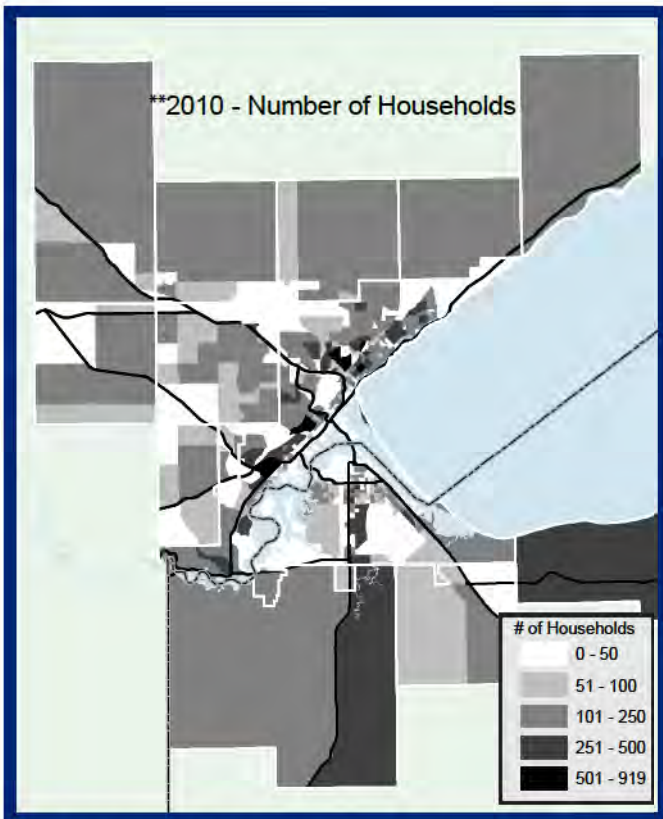 **2010 - Number of Households
# of Households
0 - 50
51 - 100
101 - 250
251 - 500
501 - 919